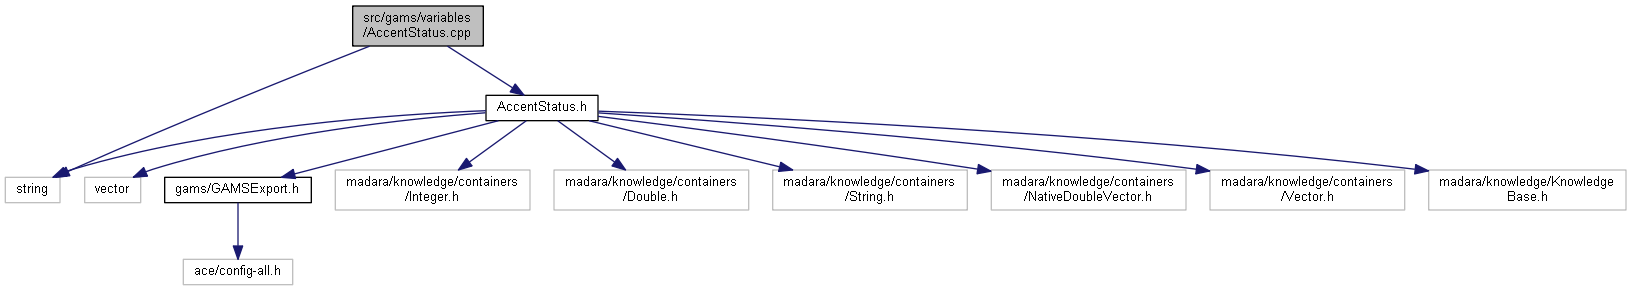 src/gams/variables
/AccentStatus.cpp
AccentStatus.h
string
vector
gams/GAMSExport.h
madara/knowledge/containers
/Integer.h
madara/knowledge/containers
/Double.h
madara/knowledge/containers
/String.h
madara/knowledge/containers
/NativeDoubleVector.h
madara/knowledge/containers
/Vector.h
madara/knowledge/Knowledge
Base.h
ace/config-all.h